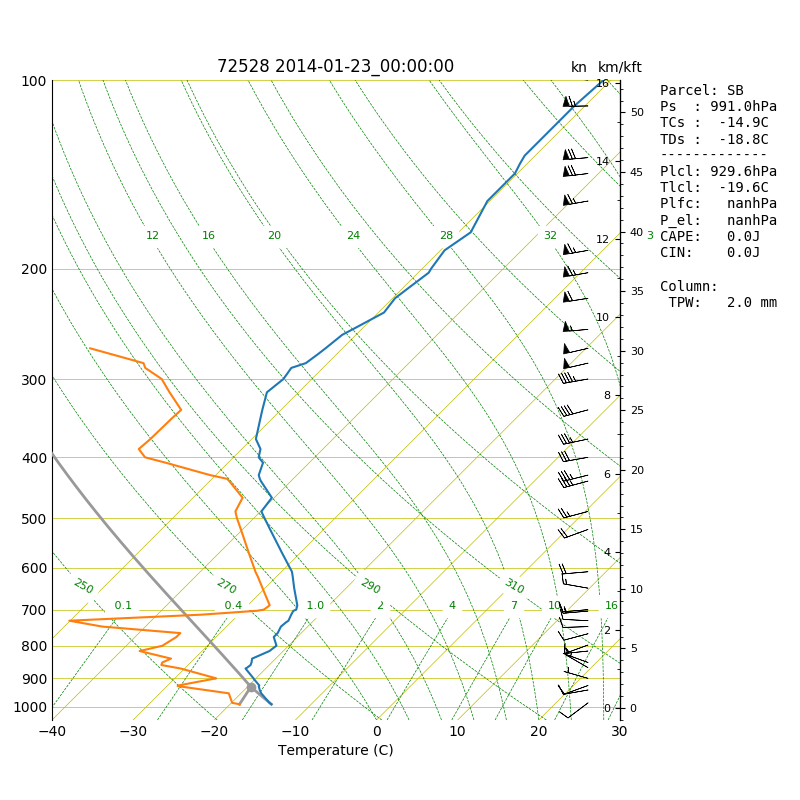 72528 2014-01-23_00:00:00
kn km/kft
100
200
300
400
500
600
700
800
900
1000
−40 −30 −20 −10 0 10 20 30
Temperature (C)
12 16 20 24 28 32 3
250 270 290 310
0.1 0.4 1.0 2 4 7 10 16
16
14
12
10
8
6
4
2
0
50
45
40
35
30
25
20
15
10
5
0
Parcel: SB
Ps  : 991.0hPa
TCs :  -14.9C
TDs :  -18.8C
-------------
Plcl: 929.6hPa
Tlcl:  -19.6C
Plfc:   nanhPa
P_el:   nanhPa
CAPE:   0.0J
CIN:    0.0J
Column:
TPW:   2.0 mm